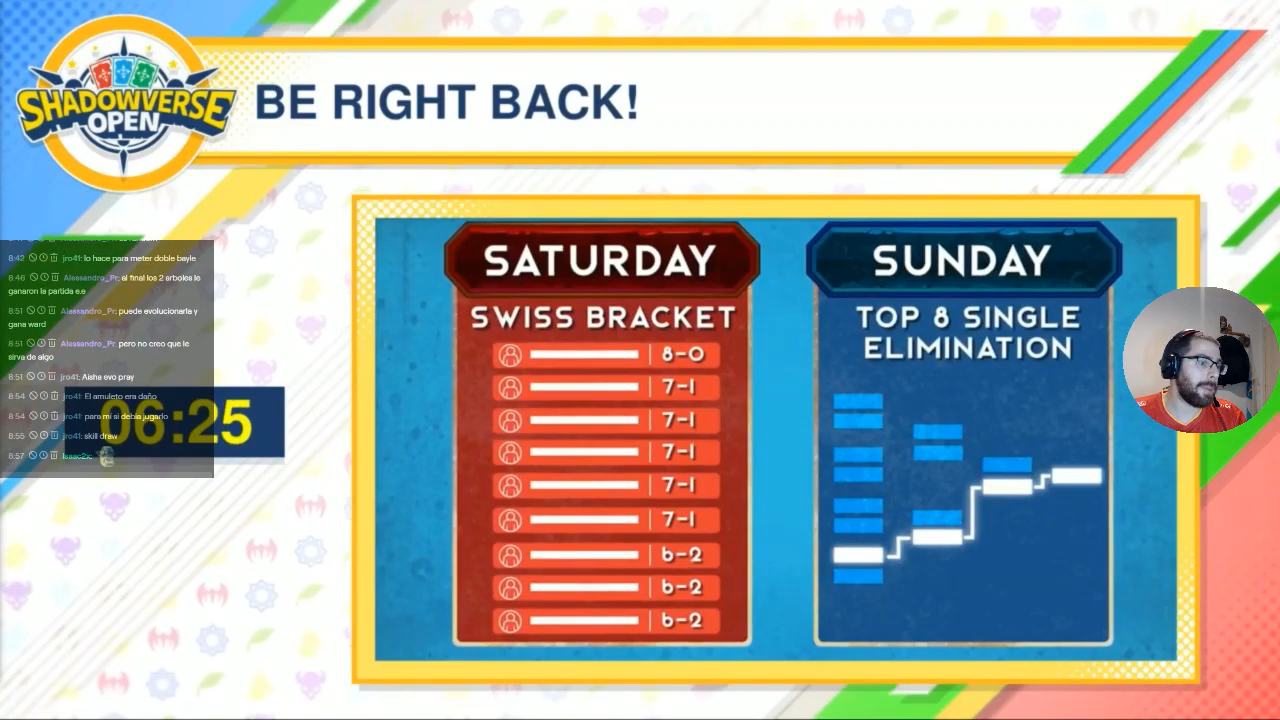 SHADOWVERSE
OPEN
BE RIGHT BACK!
SATURDAY
SWISS BRACKET
8-0
7-1
7-1
7-1
7-1
7-1
6-2
6-2
6-2
SUNDAY
TOP 8 SINGLE
ELIMINATION
8:42 jro41: lo hace para meter doble bayle
8:46 Alessandro_Pr: al final los 2 arboles le
ganaron la partida e.e
8:51 Alessandro_Pr: puede evolucionarla y
gana ward
8:51 Alessandro_Pr: pero no creo que le
sirva de algo
8:51 jro41: Aisha evo pray
8:54 jro41: El amuleto era daño
8:54 jro41: para mi si debia jugarlo
8:55 jro41: skill draw
8:57 Isaac2x:
06:25